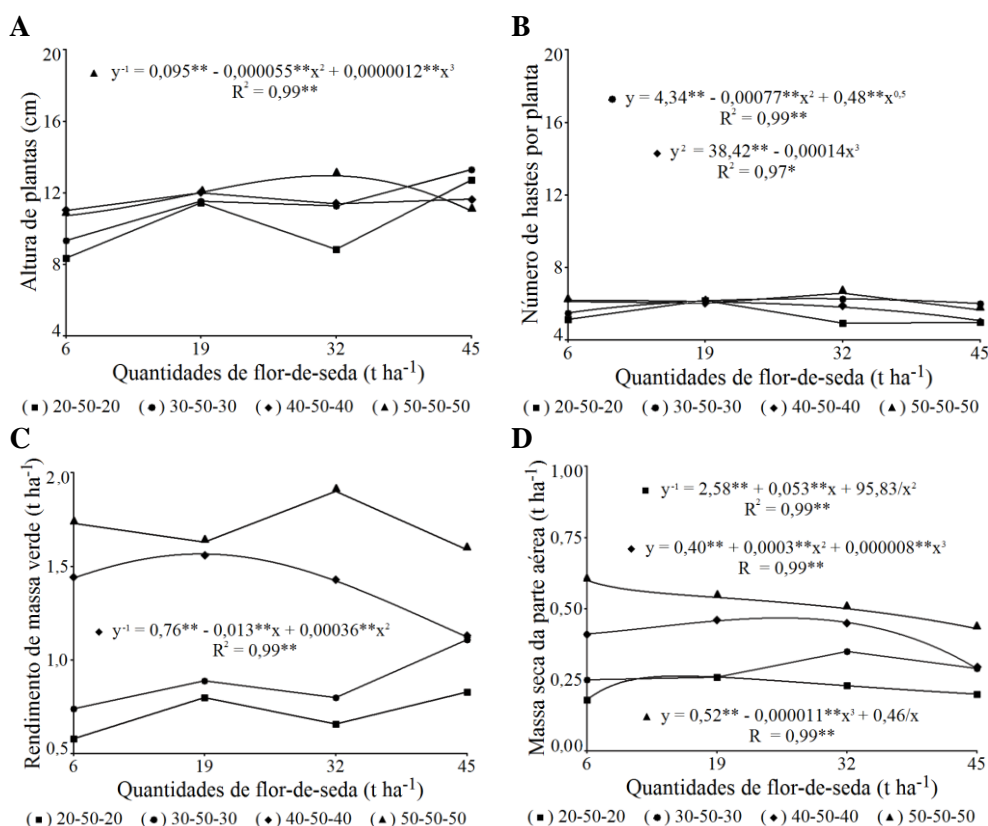 A
Altura de plantas (cm)
20
16
12
8
4
▲ y⁻¹ = 0,095** - 0,000055**x² + 0,0000012**x³
R² = 0,99**
6 19 32 45
Quantidades de flor-de-seda (t ha⁻¹)
(■) 20-50-20 (●) 30-50-30 (◆) 40-50-40 (▲) 50-50-50
B
Número de hastes por planta
20
16
12
8
4
● y = 4,34** - 0,00077**x² + 0,48**x⁰,⁵
R² = 0,99**
◆ y² = 38,42** - 0,00014x³
R² = 0,97*
6 19 32 45
Quantidades de flor-de-seda (t ha⁻¹)
(■) 20-50-20 (●) 30-50-30 (◆) 40-50-40 (▲) 50-50-50
C
Rendimento de massa verde (t ha⁻¹)
2,0
1,5
1,0
0,5
◆ y⁻¹ = 0,76** - 0,013**x + 0,00036**x²
R² = 0,99**
6 19 32 45
Quantidades de flor-de-seda (t ha⁻¹)
(■) 20-50-20 (●) 30-50-30 (◆) 40-50-40 (▲) 50-50-50
D
Massa seca da parte aérea (t ha⁻¹)
1,00
0,75
0,50
0,25
0,00
■ y⁻¹ = 2,58** + 0,053**x + 95,83/x²
R² = 0,99**
◆ y = 0,40** + 0,0003**x² + 0,000008**x³
R = 0,99**
▲ y = 0,52** - 0,000011**x³ + 0,46/x
R = 0,99**
6 19 32 45
Quantidades de flor-de-seda (t ha⁻¹)
(■) 20-50-20 (●) 30-50-30 (◆) 40-50-40 (▲) 50-50-50